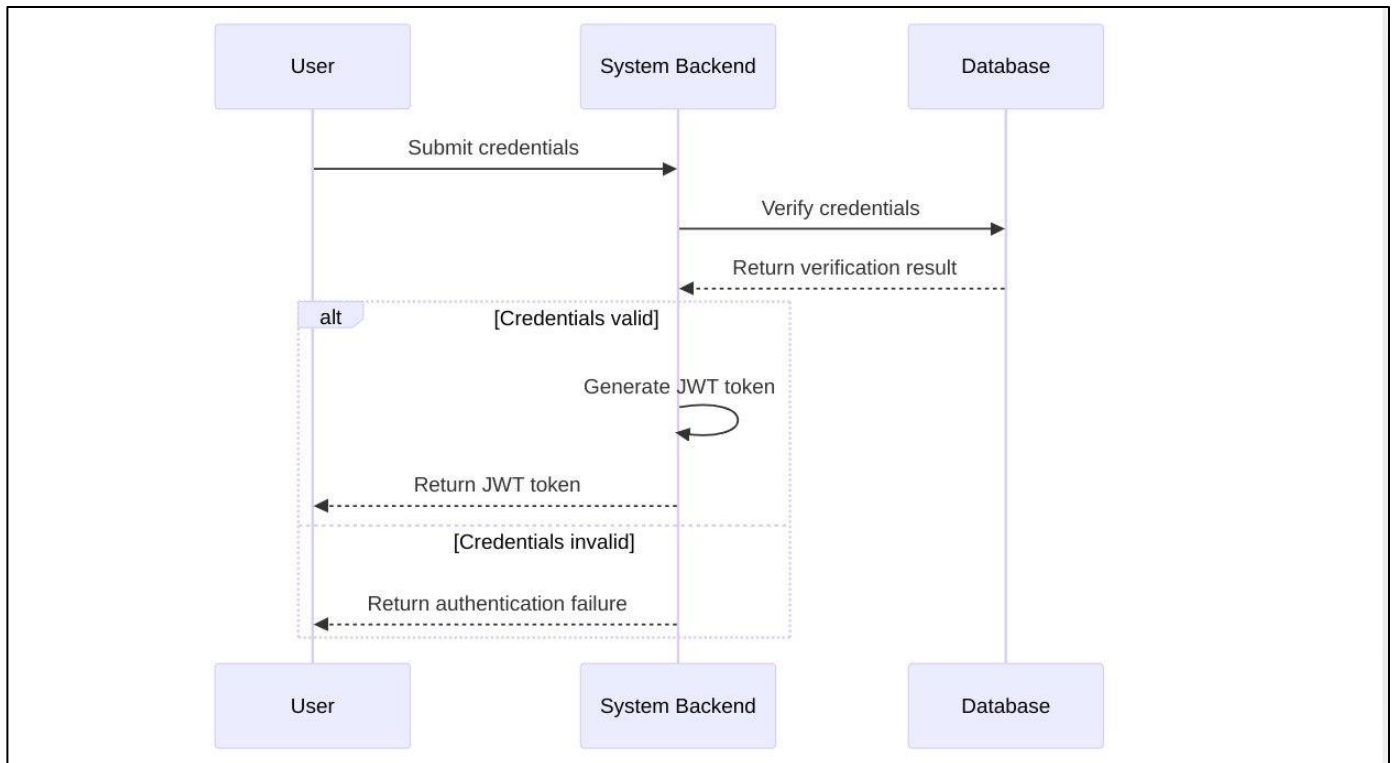 User
System Backend
Database
Submit credentials
Verify credentials
Return verification result
alt
[Credentials valid]
Generate JWT token
Return JWT token
[Credentials invalid]
Return authentication failure
User
System Backend
Database